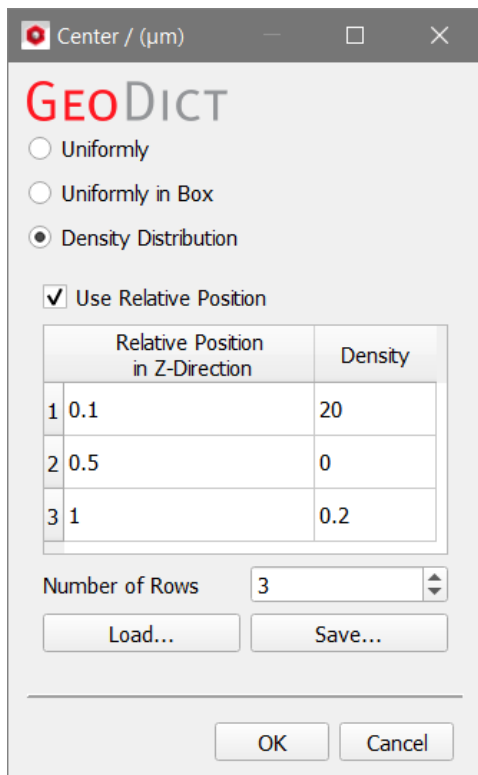 Center / (µm)
GEODICT
Uniformly
Uniformly in Box
Density Distribution
Use Relative Position
Relative Position
in Z-Direction
Density
1 0.1 20
2 0.5 0
3 1 0.2
Number of Rows 3
Load... Save...
OK Cancel